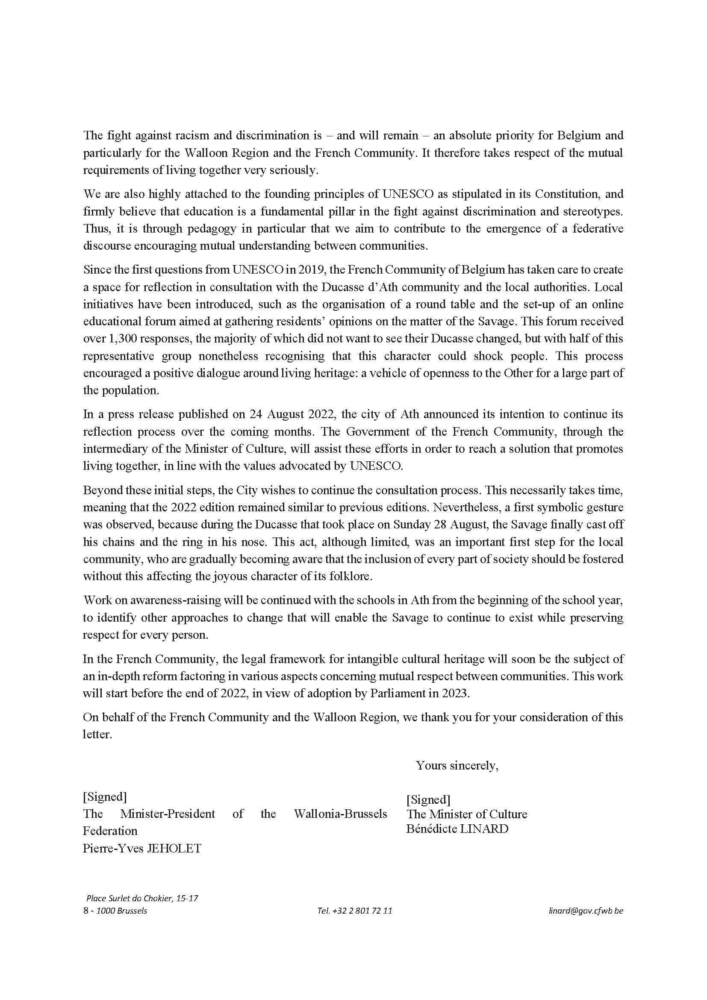 The fight against racism and discrimination is – and will remain – an absolute priority for Belgium and
particularly for the Walloon Region and the French Community. It therefore takes respect of the mutual
requirements of living together very seriously.
We are also highly attached to the founding principles of UNESCO as stipulated in its Constitution, and
firmly believe that education is a fundamental pillar in the fight against discrimination and stereotypes.
Thus, it is through pedagogy in particular that we aim to contribute to the emergence of a federative
discourse encouraging mutual understanding between communities.
Since the first questions from UNESCO in 2019, the French Community of Belgium has taken care to create
a space for reflection in consultation with the Ducasse d’Ath community and the local authorities. Local
initiatives have been introduced, such as the organisation of a round table and the set-up of an online
educational forum aimed at gathering residents’ opinions on the matter of the Savage. This forum received
over 1,300 responses, the majority of which did not want to see their Ducasse changed, but with half of this
representative group nonetheless recognising that this character could shock people. This process
encouraged a positive dialogue around living heritage: a vehicle of openness to the Other for a large part of
the population.
In a press release published on 24 August 2022, the city of Ath announced its intention to continue its
reflection process over the coming months. The Government of the French Community, through the
intermediary of the Minister of Culture, will assist these efforts in order to reach a solution that promotes
living together, in line with the values advocated by UNESCO.
Beyond these initial steps, the City wishes to continue the consultation process. This necessarily takes time,
meaning that the 2022 edition remained similar to previous editions. Nevertheless, a first symbolic gesture
was observed, because during the Ducasse that took place on Sunday 28 August, the Savage finally cast off
his chains and the ring in his nose. This act, although limited, was an important first step for the local
community, who are gradually becoming aware that the inclusion of every part of society should be fostered
without this affecting the joyous character of its folklore.
Work on awareness-raising will be continued with the schools in Ath from the beginning of the school year,
to identify other approaches to change that will enable the Savage to continue to exist while preserving
respect for every person.
In the French Community, the legal framework for intangible cultural heritage will soon be the subject of
an in-depth reform factoring in various aspects concerning mutual respect between communities. This work
will start before the end of 2022, in view of adoption by Parliament in 2023.
On behalf of the French Community and the Walloon Region, we thank you for your consideration of this
letter.
Yours sincerely,
[Signed]
The Minister-President of the Wallonia-Brussels
Federation
Pierre-Yves JEHOLET
[Signed]
The Minister of Culture
Bénédicte LINARD
Place Surlet do Chokier, 15-17
8 - 1000 Brussels
Tel. +32 2 801 72 11
linard@gov.cfwb be